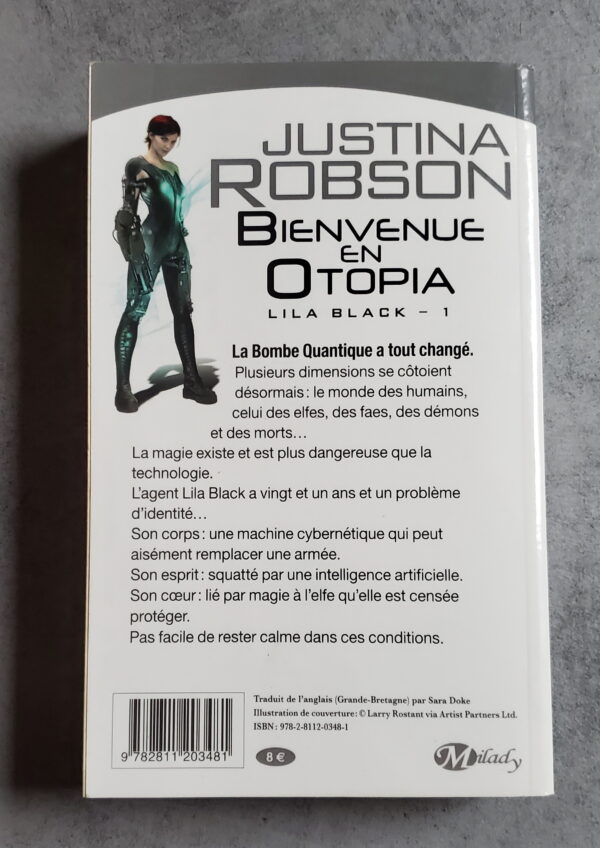 JUSTINA
ROBSON
BIENVENUE
EN
OTOPIA
LILA BLACK – 1
La Bombe Quantique a tout changé.
Plusieurs dimensions se côtoient
désormais : le monde des humains,
celui des elfes, des faes, des démons
et des morts…
La magie existe et est plus dangereuse que la
technologie.
L'agent Lila Black a vingt et un ans et un problème
d'identité…
Son corps : une machine cybernétique qui peut
aisément remplacer une armée.
Son esprit : squatté par une intelligence artificielle.
Son cœur : lié par magie à l'elfe qu'elle est censée
protéger.
Pas facile de rester calme dans ces conditions.
Traduit de l'anglais (Grande-Bretagne) par Sara Doke
Illustration de couverture : © Larry Rostant via Artist Partners Ltd.
ISBN : 978-2-8112-0348-1
9 782811 203481
8 €
Milady